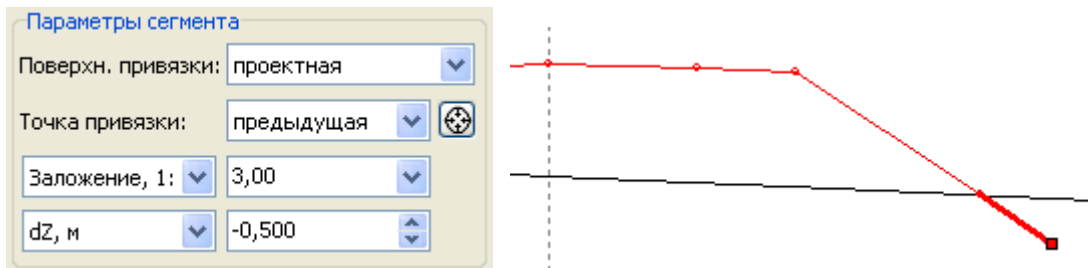 Параметры сегмента
Поверхн. привязки: проектная
Точка привязки: предыдущая
Заложение, 1: 3,00
dZ, м -0,500